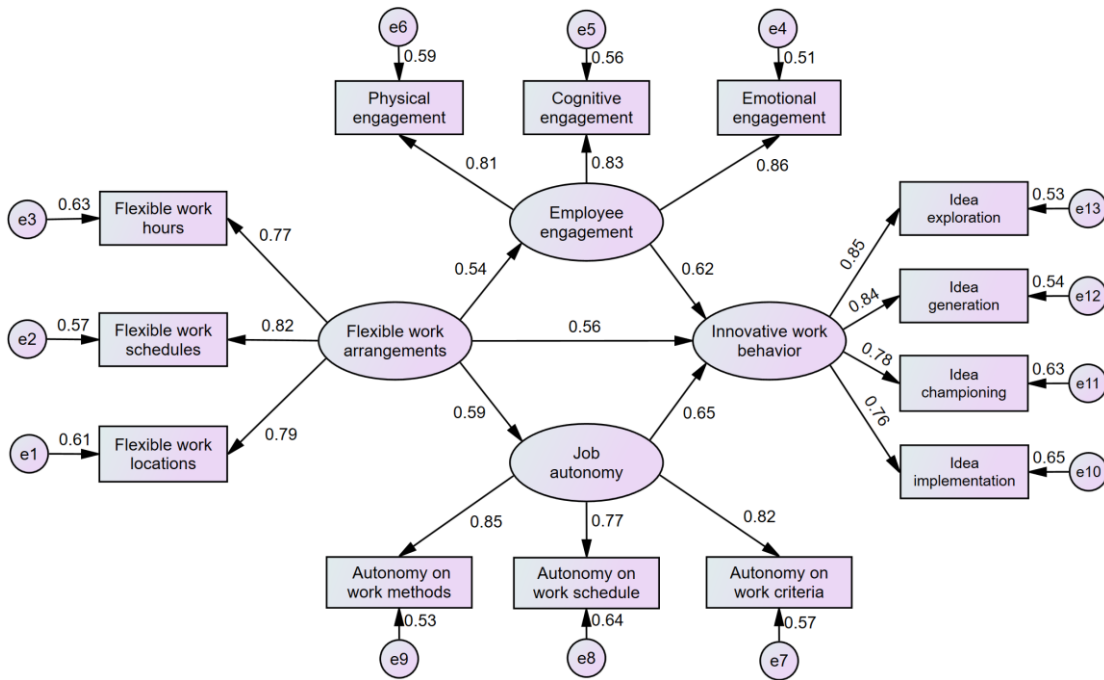 e6
e5
e4
0.59
0.56
0.51
Physical
engagement
Cognitive
engagement
Emotional
engagement
0.81
0.83
0.86
e3
0.63
Flexible work
hours
0.77
Employee
engagement
Idea
exploration
0.53
e13
0.85
0.54
0.62
e2
0.57
Flexible work
schedules
0.82
Flexible work
arrangements
0.56
Innovative work
behavior
0.84
Idea
generation
0.54
e12
0.78
Idea
championing
0.63
e11
0.76
e1
0.61
Flexible work
locations
0.79
0.59
0.65
Job
autonomy
Idea
implementation
0.65
e10
0.85
0.77
0.82
Autonomy on
work methods
Autonomy on
work schedule
Autonomy on
work criteria
0.53
0.64
0.57
e9
e8
e7